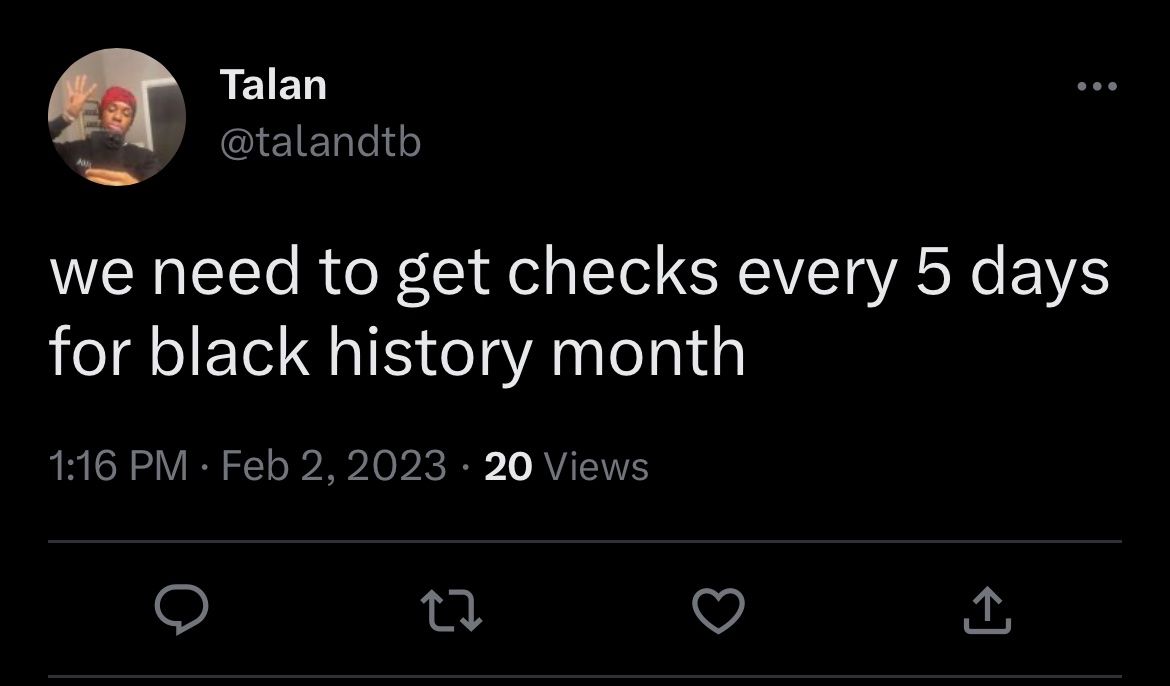 Talan
@talandtb
we need to get checks every 5 days
for black history month
1:16 PM · Feb 2, 2023 · 20 Views